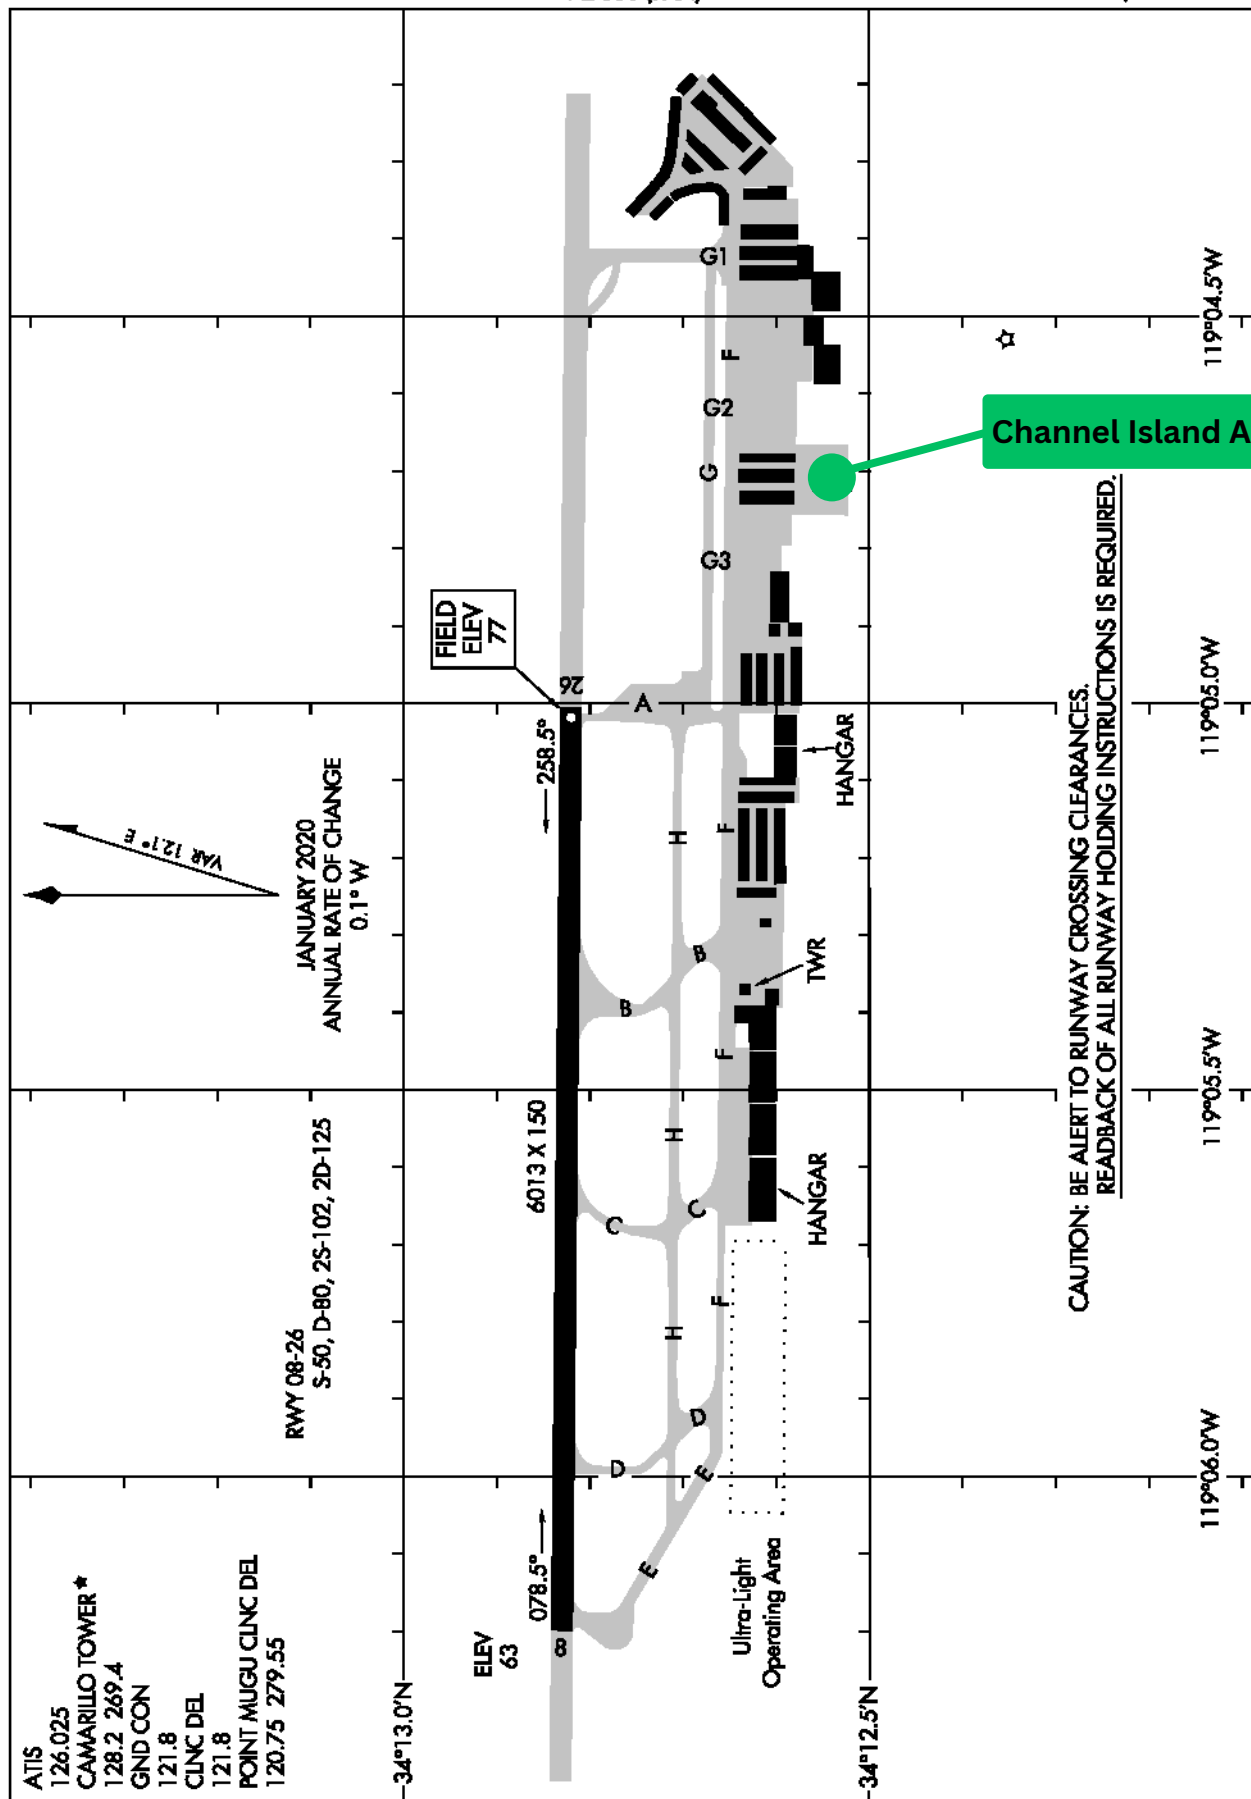 ATIS
126.025
CAMARILLO TOWER ★
128.2 269.4
GND CON
121.8
CLNC DEL
121.8
POINT MUGU CLNC DEL
120.75 279.55
RWY 08-26
S-50, D-80, 2S-102, 2D-125
VAR 12.1° E
JANUARY 2020
ANNUAL RATE OF CHANGE
0.1° W
34°13.0'N
ELEV
63
8
078.5°
6013 X 150
258.5°
26
FIELD
ELEV
77
E
E
D
D
H
F
C
C
H
F
B
B
H
F
A
G3
G
G2
F
G1
Ultra-Light
Operating Area
HANGAR
TWR
HANGAR
34°12.5'N
Channel Island A
CAUTION: BE ALERT TO RUNWAY CROSSING CLEARANCES.
READBACK OF ALL RUNWAY HOLDING INSTRUCTIONS IS REQUIRED.
119°06.0'W
119°05.5'W
119°05.0'W
119°04.5'W